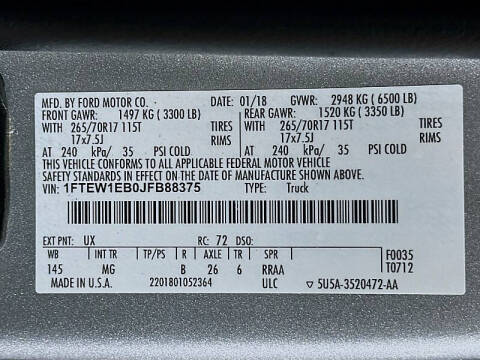 MFD. BY FORD MOTOR CO. DATE: 01/18 GVWR: 2948 KG ( 6500 LB)
FRONT GAWR: 1497 KG ( 3300 LB) REAR GAWR: 1520 KG ( 3350 LB)
WITH WITH
265/70R17 115T TIRES 265/70R17 115T TIRES
17x7.5J RIMS 17x7.5J RIMS
AT 240 kPa/ 35 PSI COLD AT 240 kPa/ 35 PSI COLD
THIS VEHICLE CONFORMS TO ALL APPLICABLE FEDERAL MOTOR VEHICLE
SAFETY STANDARDS IN EFFECT ON THE DATE OF MANUFACTURE SHOWN ABOVE.
VIN: 1FTEW1EB0JFB88375 TYPE: Truck
EXT PNT: UX RC: 72 DSO:
WB INT TR TP/PS R AXLE TR SPR F0035
145 MG B 26 6 RRAA T0712
MADE IN U.S.A. 2201801052364 ULC 5U5A-3520472-AA